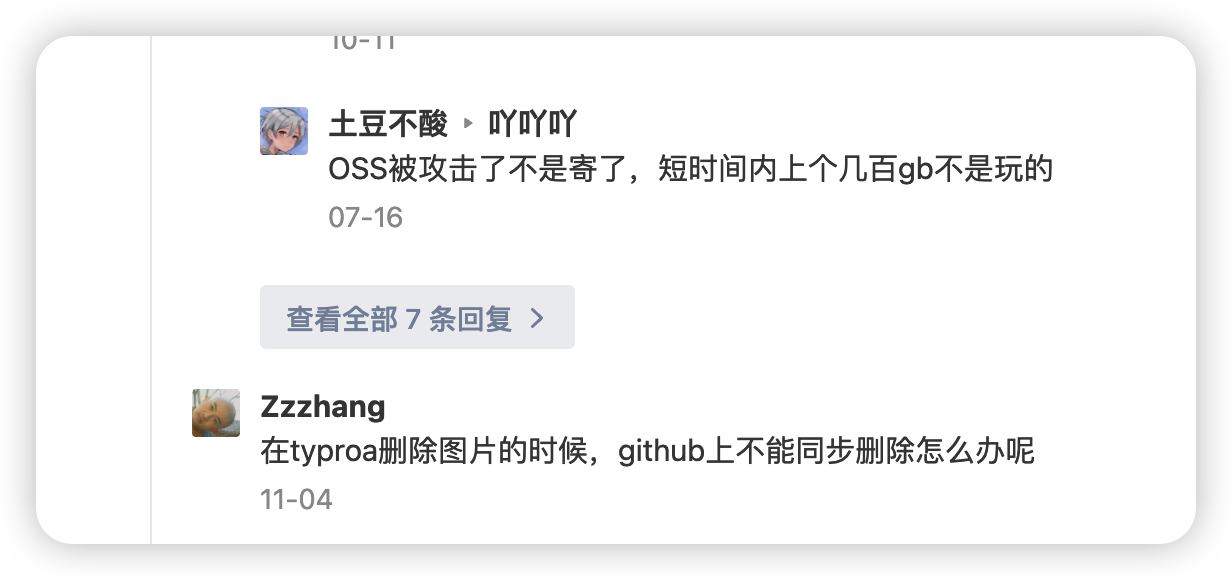 10-11
土豆不酸 ▸ 吖吖吖
OSS被攻击了不是寄了，短时间内上个几百gb不是玩的
07-16
查看全部 7 条回复 >
Zzzhang
在typroa删除图片的时候，github上不能同步删除怎么办呢
11-04